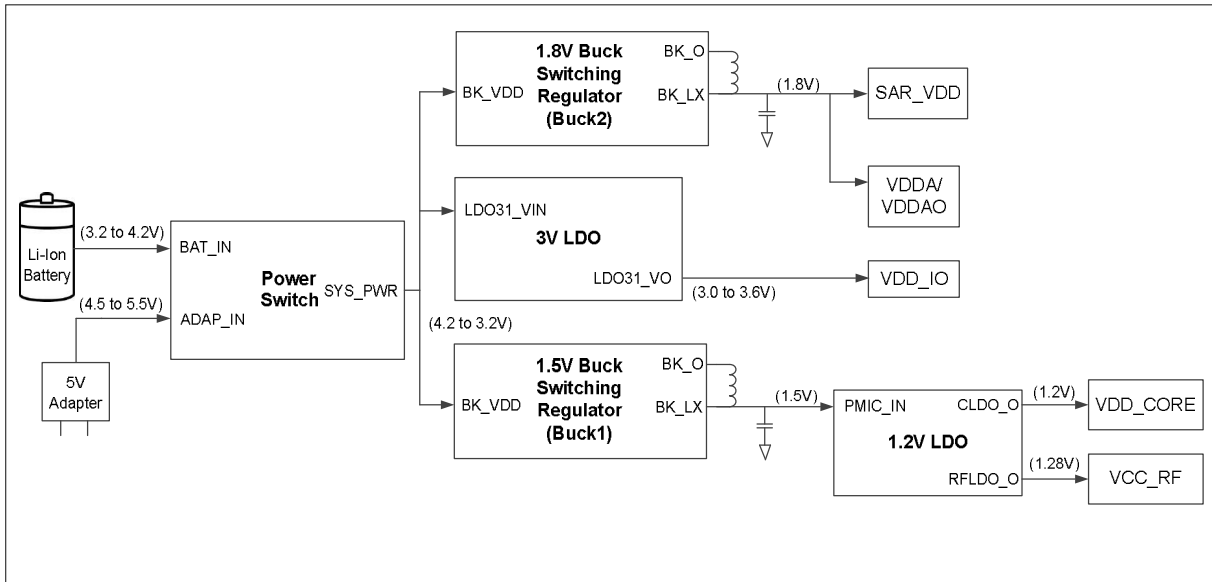 1.8V Buck
Switching
Regulator
(Buck2)
BK_VDD
BK_O
BK_LX
(1.8V)
SAR_VDD
VDDA/
VDDAO
LDO31_VIN
3V LDO
LDO31_VO
(3.0 to 3.6V)
VDD_IO
Li-Ion
Battery
(3.2 to 4.2V)
BAT_IN
Power
Switch
SYS_PWR
(4.5 to 5.5V)
ADAP_IN
5V
Adapter
(4.2 to 3.2V)
1.5V Buck
Switching
Regulator
(Buck1)
BK_VDD
BK_O
BK_LX
(1.5V)
PMIC_IN
CLDO_O
1.2V LDO
RFLDO_O
(1.2V)
VDD_CORE
(1.28V)
VCC_RF